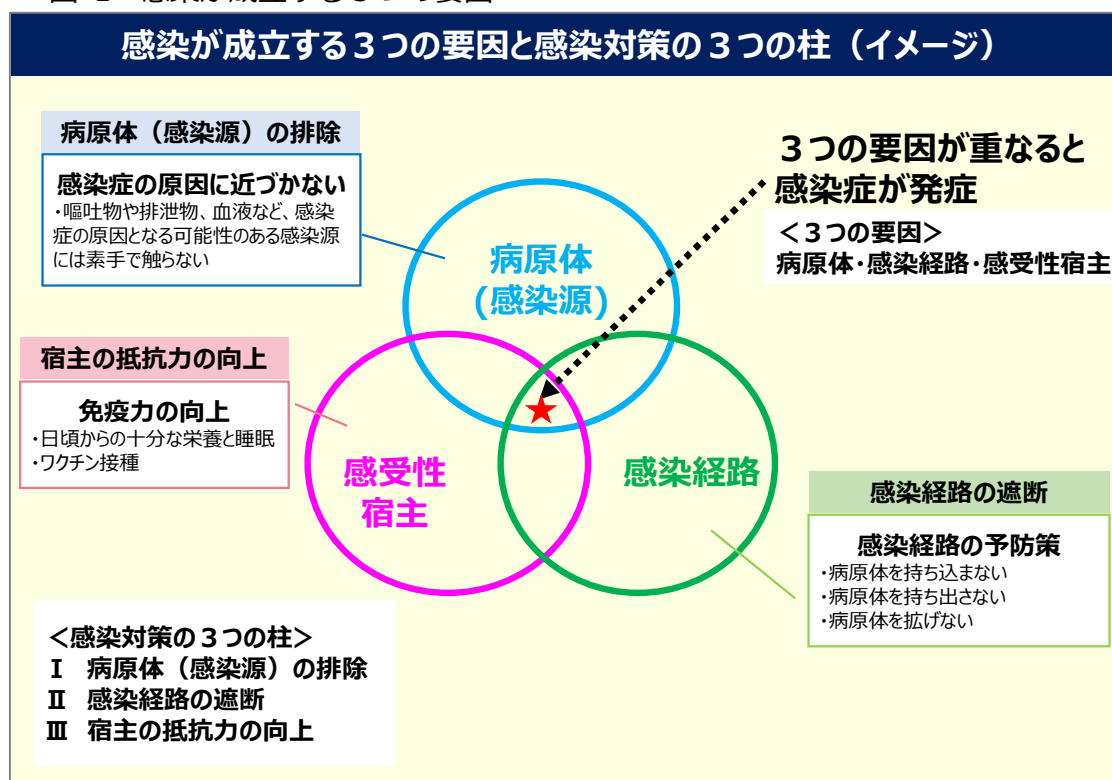 感染が成立する３つの要因と感染対策の３つの柱（イメージ）
病原体（感染源）の排除
感染症の原因に近づかない
・嘔吐物や排泄物、血液など、感染
症の原因となる可能性のある感染源
には素手で触らない
３つの要因が重なると
感染症が発症
＜３つの要因＞
病原体・感染経路・感受性宿主
病原体
(感染源)
宿主の抵抗力の向上
免疫力の向上
・日頃からの十分な栄養と睡眠
・ワクチン接種
感受性
宿主
感染経路
感染経路の遮断
感染経路の予防策
・病原体を持ち込まない
・病原体を持ち出さない
・病原体を拡げない
＜感染対策の３つの柱＞
Ⅰ 病原体（感染源）の排除
Ⅱ 感染経路の遮断
Ⅲ 宿主の抵抗力の向上